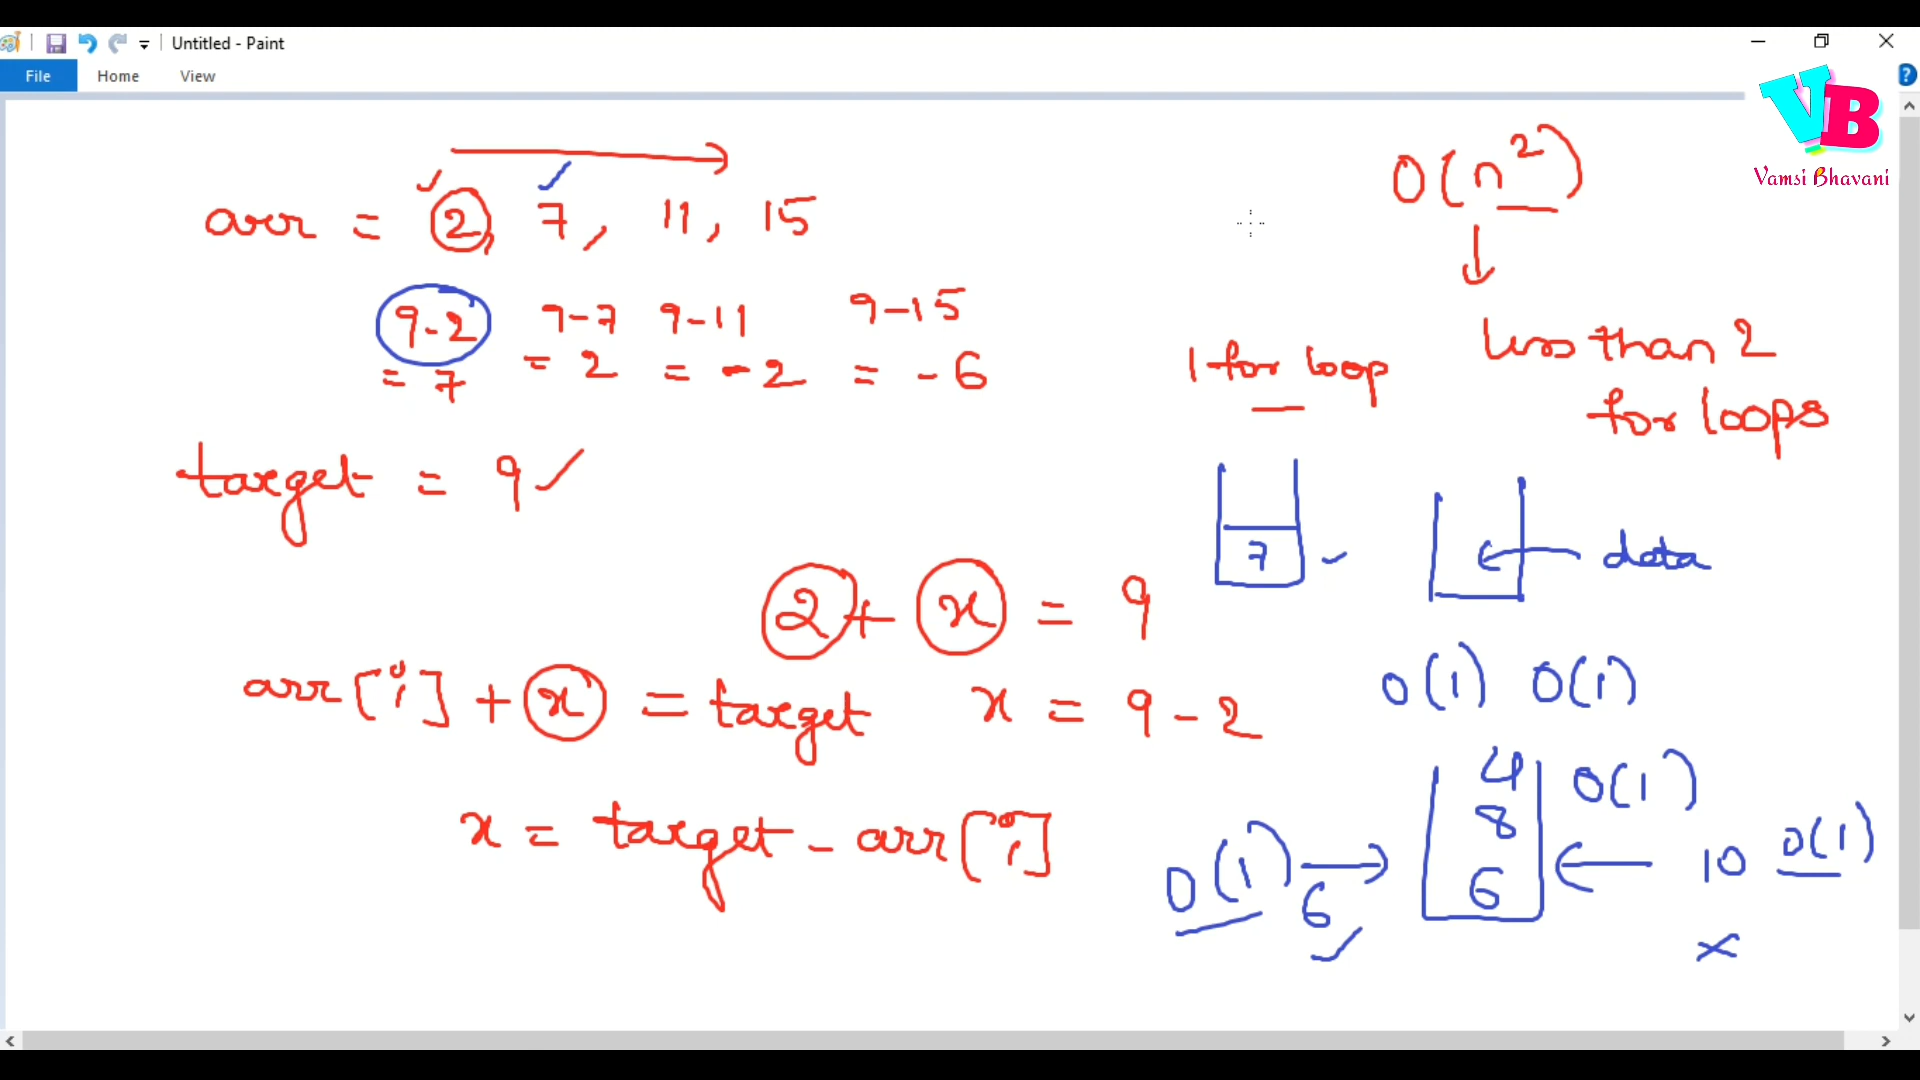 Untitled - Paint
File Home View
VB
Vamsi Bhavani
O(n²)
arr = 2, 7, 11, 15
9-2 9-7 9-11 9-15
= 7 = 2 = -2 = -6
1 for loop
less than 2
for loops
target = 9 ✓
7 ✓
data
2 + x = 9
O(1) O(1)
arr[i] + x = target
x = 9 - 2
x = target - arr[i]
4 O(1)
8
6
O(1) → 6 ✓
← 10 O(1)
×